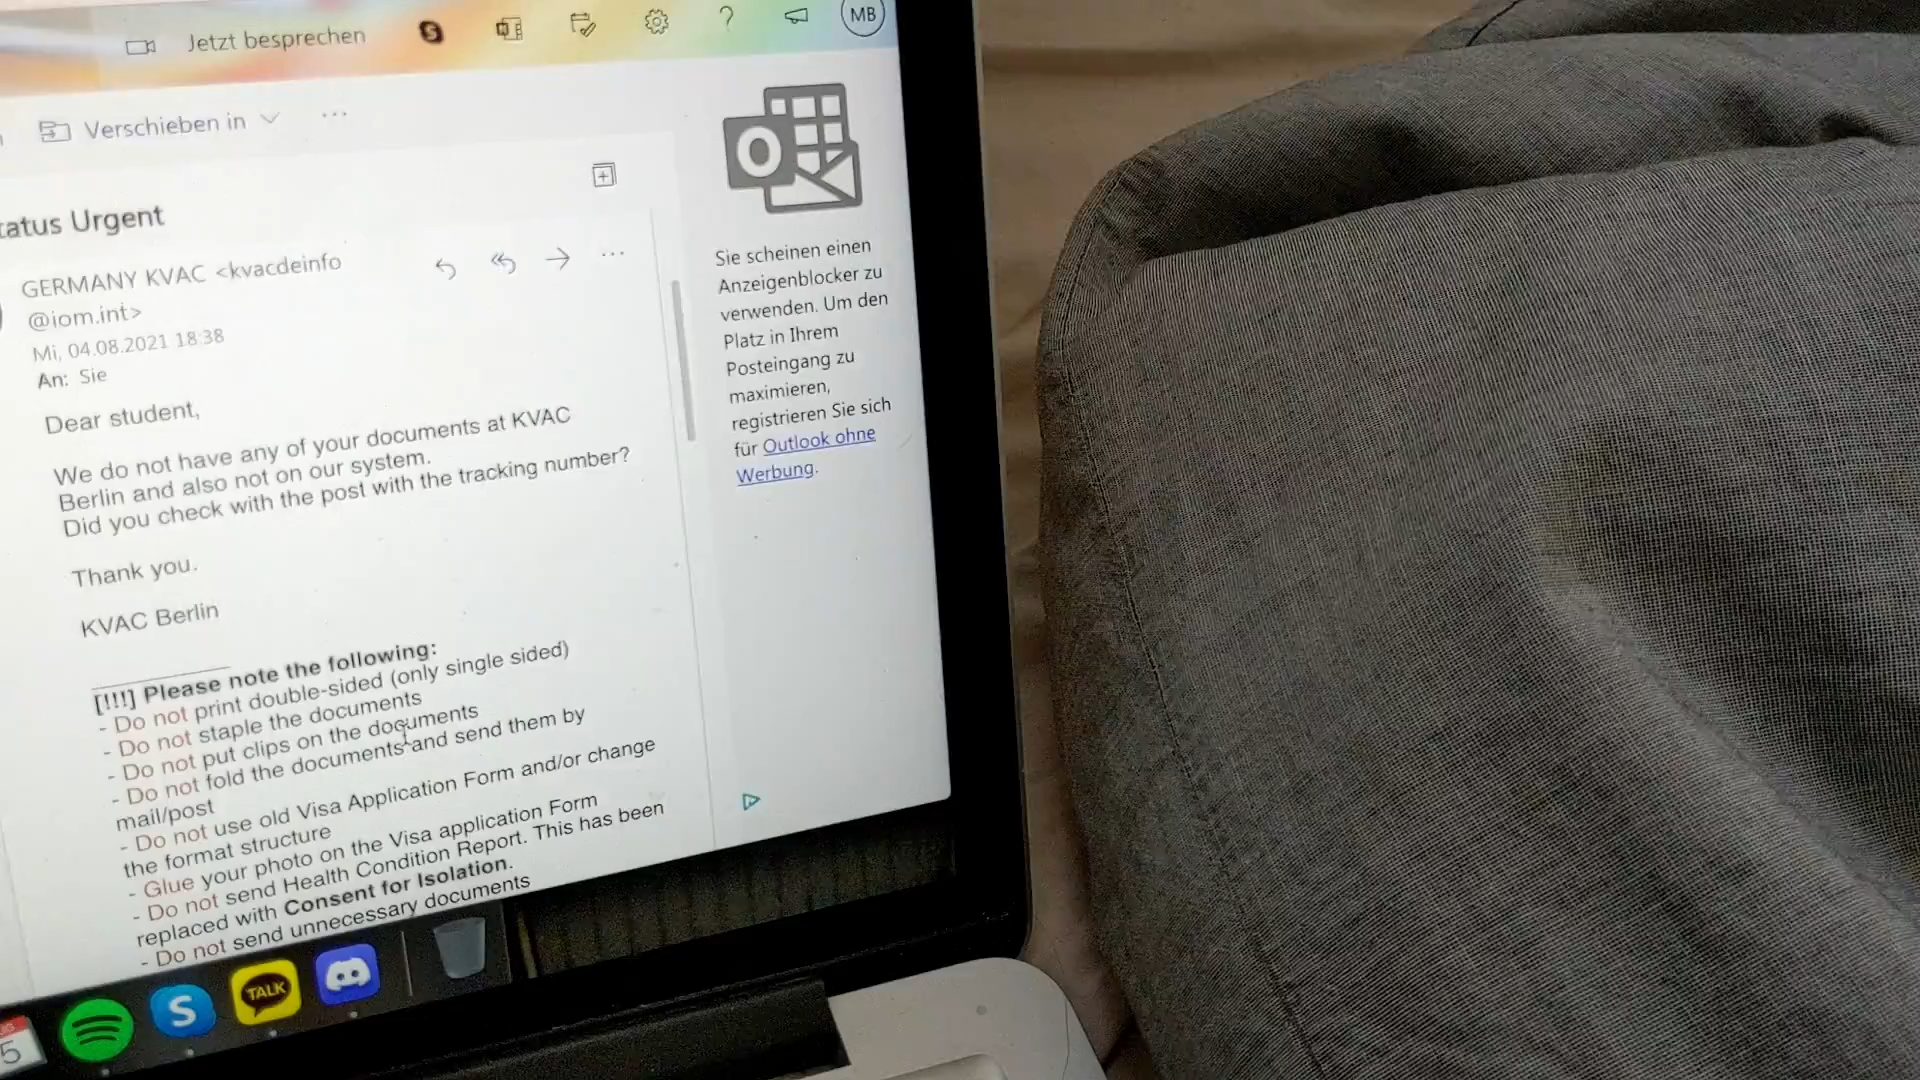 Jetzt besprechen
MB
Verschieben in
tatus Urgent
GERMANY KVAC <kvacdeinfo
@iom.int>
Mi, 04.08.2021 18:38
An: Sie
Dear student,
We do not have any of your documents at KVAC
Berlin and also not on our system.
Did you check with the post with the tracking number?
Thank you.
KVAC Berlin
[!!!] Please note the following:
- Do not print double-sided (only single sided)
- Do not staple the documents
- Do not put clips on the documents
- Do not fold the documents and send them by
mail/post
- Do not use old Visa Application Form and/or change
the format structure
- Glue your photo on the Visa application Form
- Do not send Health Condition Report. This has been
replaced with Consent for Isolation.
- Do not send unnecessary documents
Sie scheinen einen
Anzeigenblocker zu
verwenden. Um den
Platz in Ihrem
Posteingang zu
maximieren,
registrieren Sie sich
für Outlook ohne
Werbung.
5
S
TALK